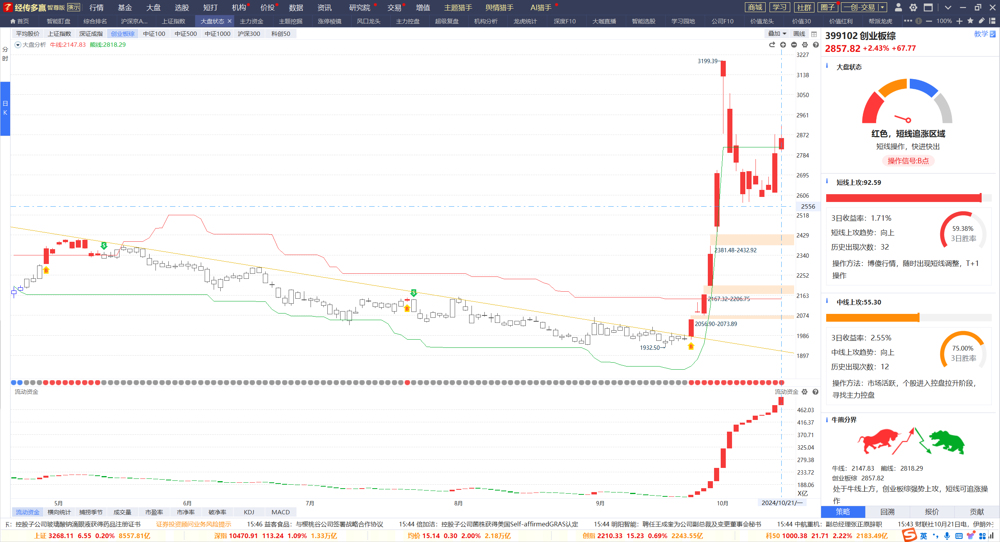 经传多赢 智尊版 演示 行情 基金 大盘 选股 短打 机构 价投 数据 资讯 研究院 交易 增值 主题猎手 舆情猎手 AI猎手 商城 学习 社群 圈子 一创-交易
首页 智能盯盘 综合排名 沪深京A... 上证指数 大盘状态 主力资金 主题挖掘 涨停棱镜 风口龙头 主力控盘 超级复盘 机构分析 龙虎统计 深度F10 大咖直播 智能选股 学习园地 公司F10 价值龙头 价值30 价值红利 帮派龙虎 100%
平均股价 上证指数 深证成指 创业板综 中证100 中证500 中证1000 沪深300 科创50 叠加 画线
分时
日K
大盘分析 牛线:2147.83 熊线:2818.29
3227
3138
3050
2961
2872
2784
2695
2606
2556
2518
2429
2340
2252
2163
2074
1986
1897
3199.39
2381.48-2432.92
2167.32-2206.75
2056.90-2073.89
1932.50
B
S
B
S
B
流动资金 流动资金
462.03
416.37
370.71
325.04
279.38
233.72
188.06
X亿
5月 6月 7月 8月 9月 10月 2024/10/21/一
流动资金 横向统计 捕捞季节 成交量 市盈率 市净率 破净率 KDJ MACD
399102 创业板综 教学
2857.82 +2.43% +67.77
大盘状态
红色，短线追涨区域
短线操作，快进快出
操作信号:B点
短线上攻:92.59
3日收益率：1.71%
短线上攻趋势：向上
历史出现次数：32
59.38%
3日胜率
操作方法：博傻行情，随时出现短线调整，T+1
操作
中线上攻:55.30
3日收益率：2.55%
中线上攻趋势：向上
历史出现次数：12
75.00%
3日胜率
操作方法：市场活跃，个股进入控盘拉升阶段，
寻找主力控盘
牛熊分界
牛线：2147.83 熊线：2818.29
创业板综 2857.82
处于牛线上方，创业板综强势上攻，短线可追涨操
作
策略 回溯 报价 贡献
：控股子公司玻璃酸钠滴眼液获得药品注册证书 证券投资顾问业务风险提示 15:46 益客食品：与樱桃谷公司签署战略合作协议 15:44 倍加洁：控股子公司菌株获得美国Self-affirmedGRAS认定 15:44 明阳智能：聘任王成奎为公司副总裁及变更董事会秘书 15:44 中航重机：副总经理张正原辞职 15:43 财联社10月21日电，伊朗外
上证 3268.11 6.55 0.20% 8557.81亿 深指 10470.91 113.24 1.09% 1.33万亿 均价 15.14 0.30 2.00% 2.18万亿 创指 2210.33 15.23 0.69% 2243.55亿 科50 1000.38 21.71 2.22% 2183.49亿 英